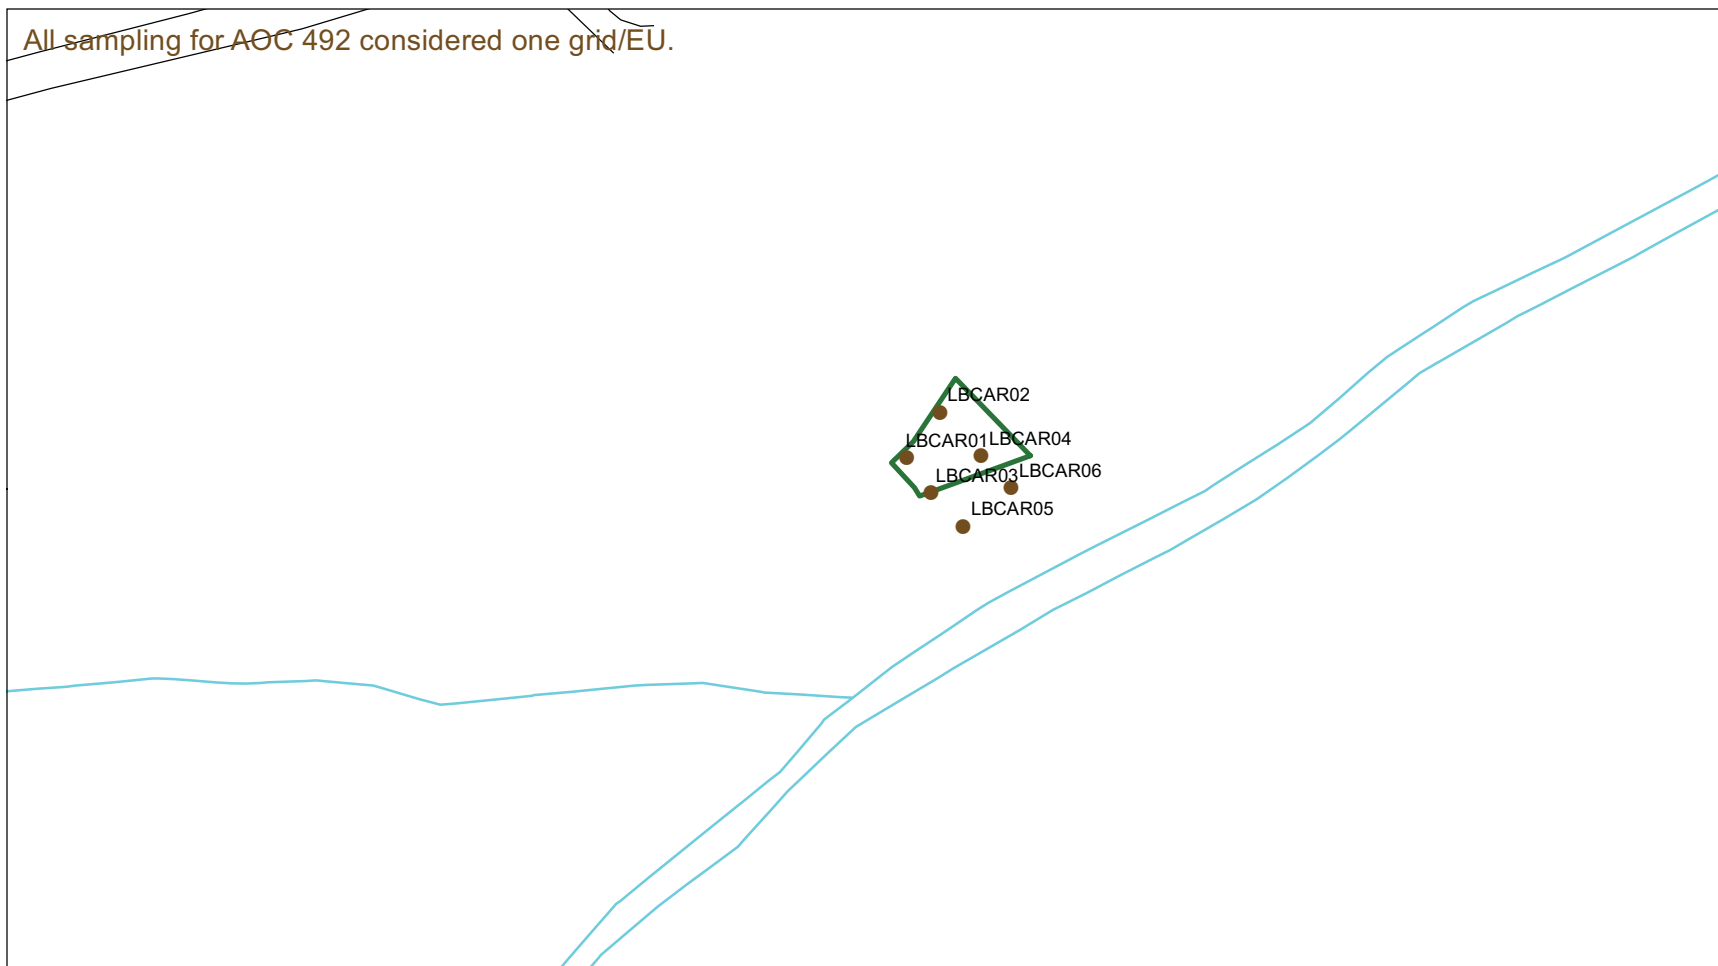 All sampling for AOC 492 considered one grid/EU.
LBCAR02
LBCAR01
LBCAR04
LBCAR03
LBCAR06
LBCAR05